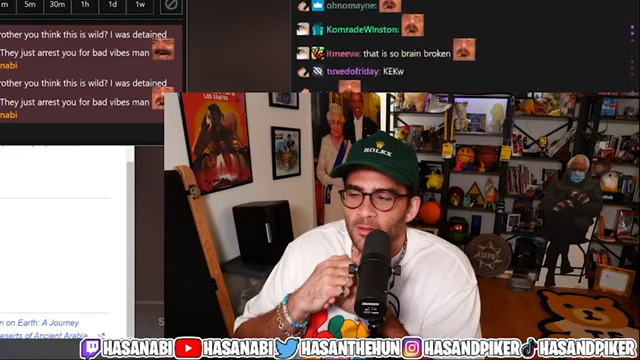 m 5m 30m 1h 1d 1w
rother you think this is wild? I was detained
They just arrest you for bad vibes man
nabi
rother you think this is wild? I was detained
They just arrest you for bad vibes man
nabi
ohnomayne:
KomradeWinston:
itmeeve: that is so brain broken
tuxedofriday: KEKw
ROLEX
n on Earth: A Journey
eserts of Ancient Arabia
HASANABI HASANABI HASANTHEHUN HASANDPIKER HASANDPIKER